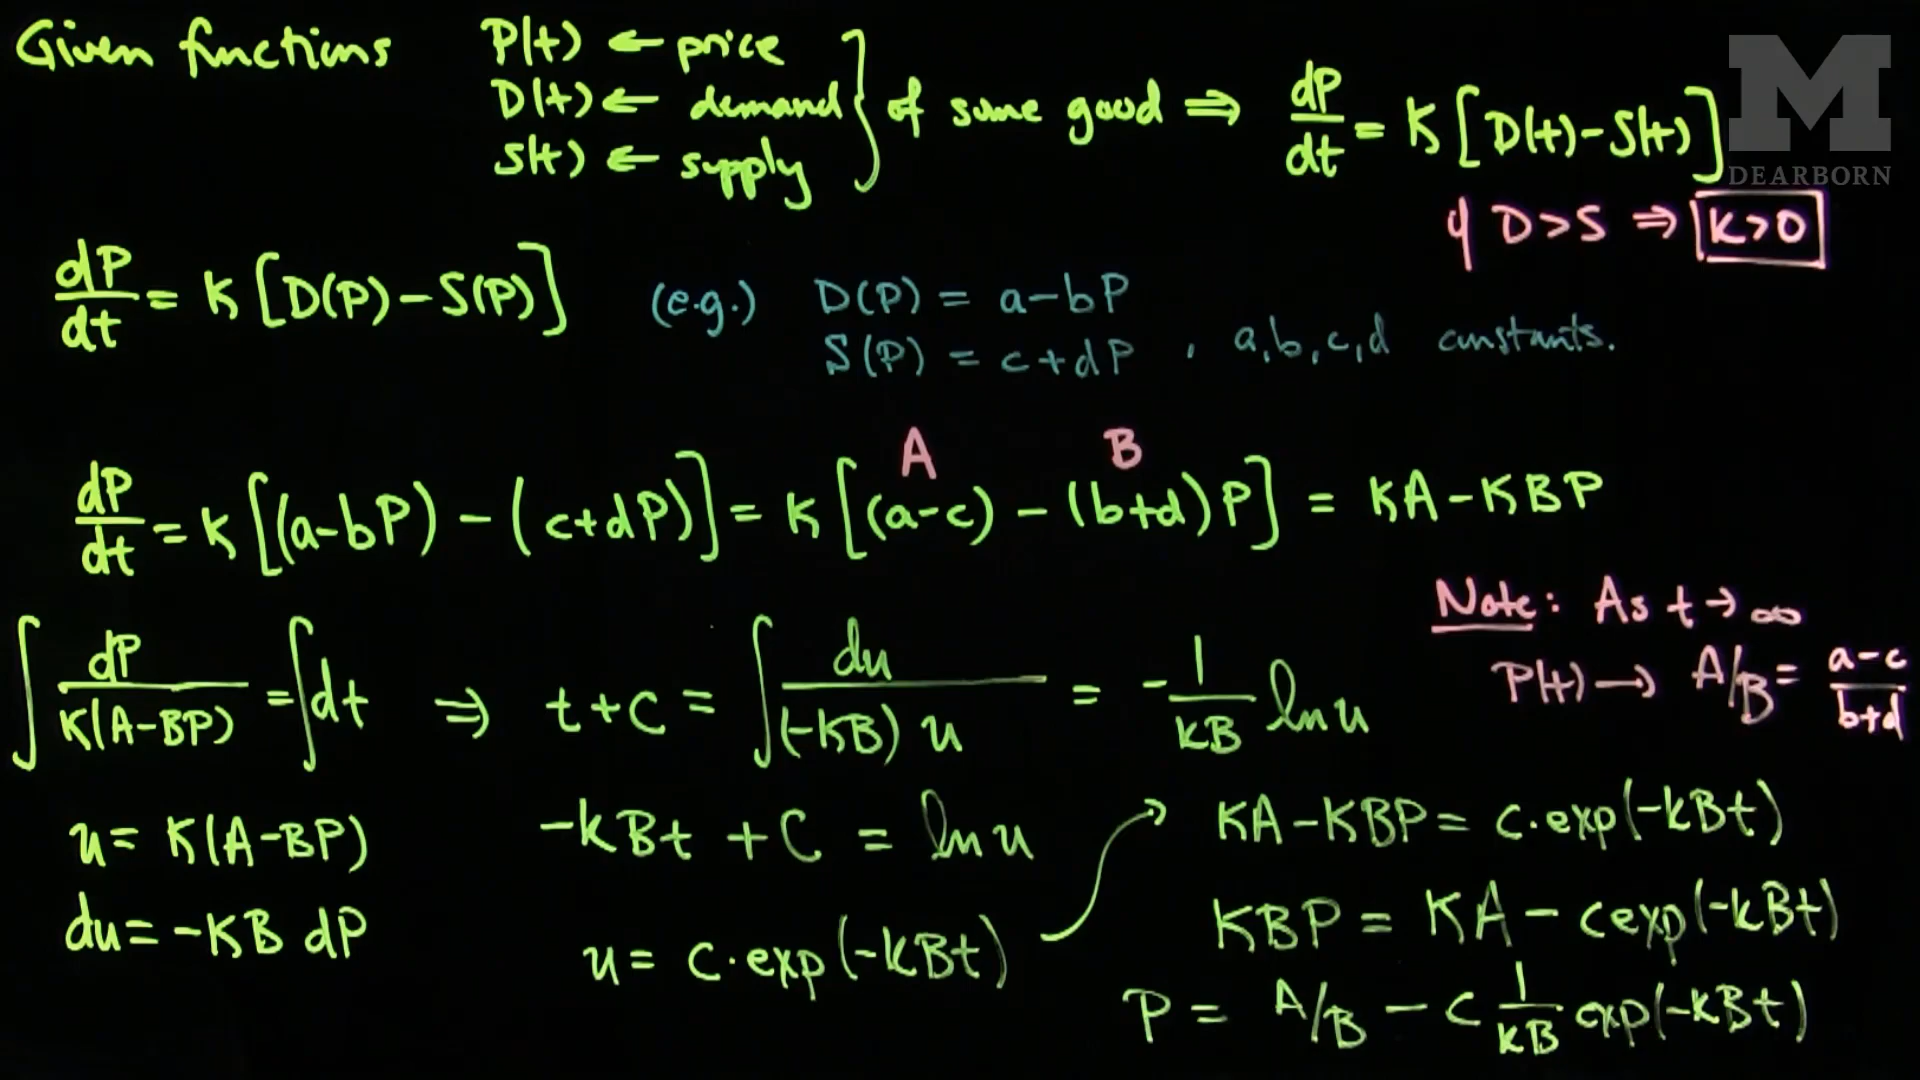 Given functions P(t) ← price
D(t) ← demand } of some good ⇒ dP/dt = K[D(t)-S(t)]
S(t) ← supply
M
DEARBORN
if D>S ⇒ K>0
dP/dt = K[D(P)-S(P)] (e.g.) D(P) = a-bP
S(P) = c+dP , a,b,c,d constants.
A B
dP/dt = K[(a-bP) - (c+dP)] = K[(a-c) - (b+d)P] = KA-KBP
Note: As t→∞
P(t) → A/B = a-c/b+d
∫ dP/K(A-BP) = ∫dt ⇒ t+C = ∫ du/(-KB) u = - 1/KB ln u
u = K(A-BP) -KBt + C = ln u
du = -KB dP u = C·exp(-KBt)
KA-KBP = C·exp(-KBt)
KBP = KA - C exp(-KBt)
P = A/B - C 1/KB exp(-KBt)